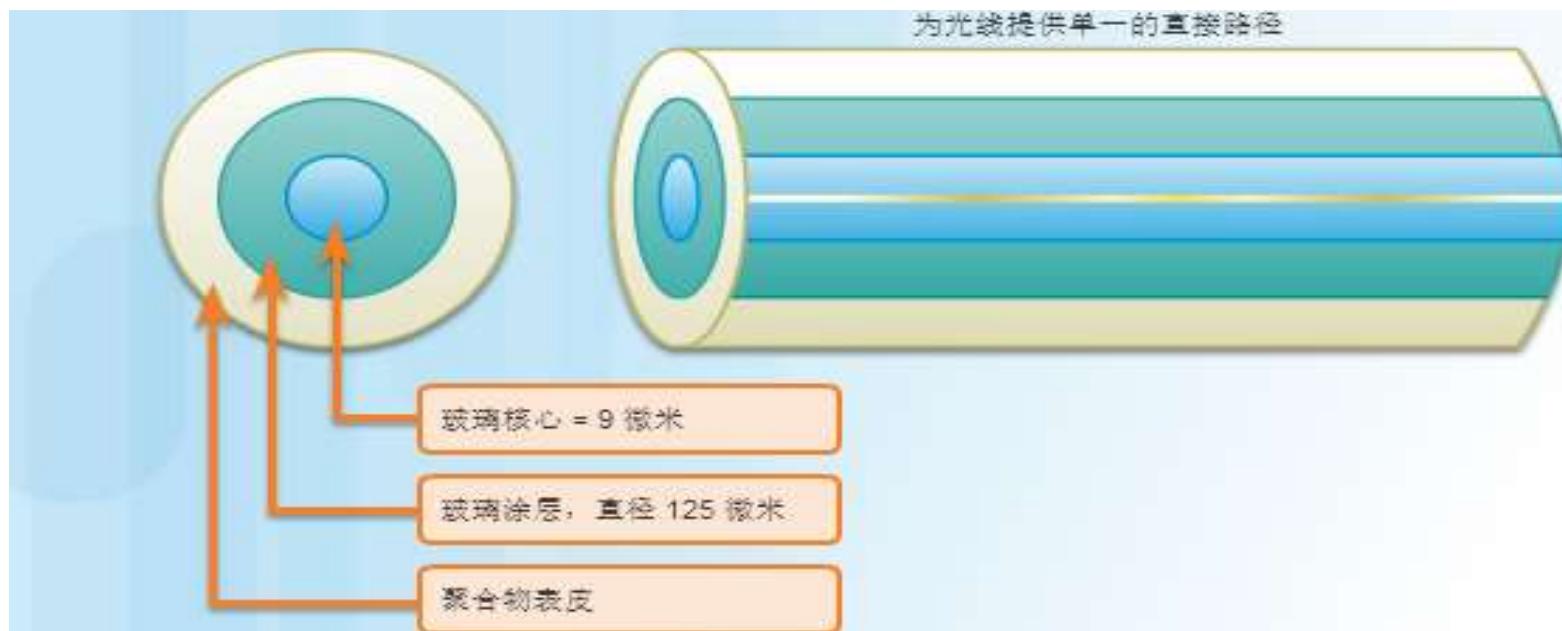 为光线提供单一的直接路径
玻璃核心 = 9 微米
玻璃涂层，直径 125 微米
聚合物表皮